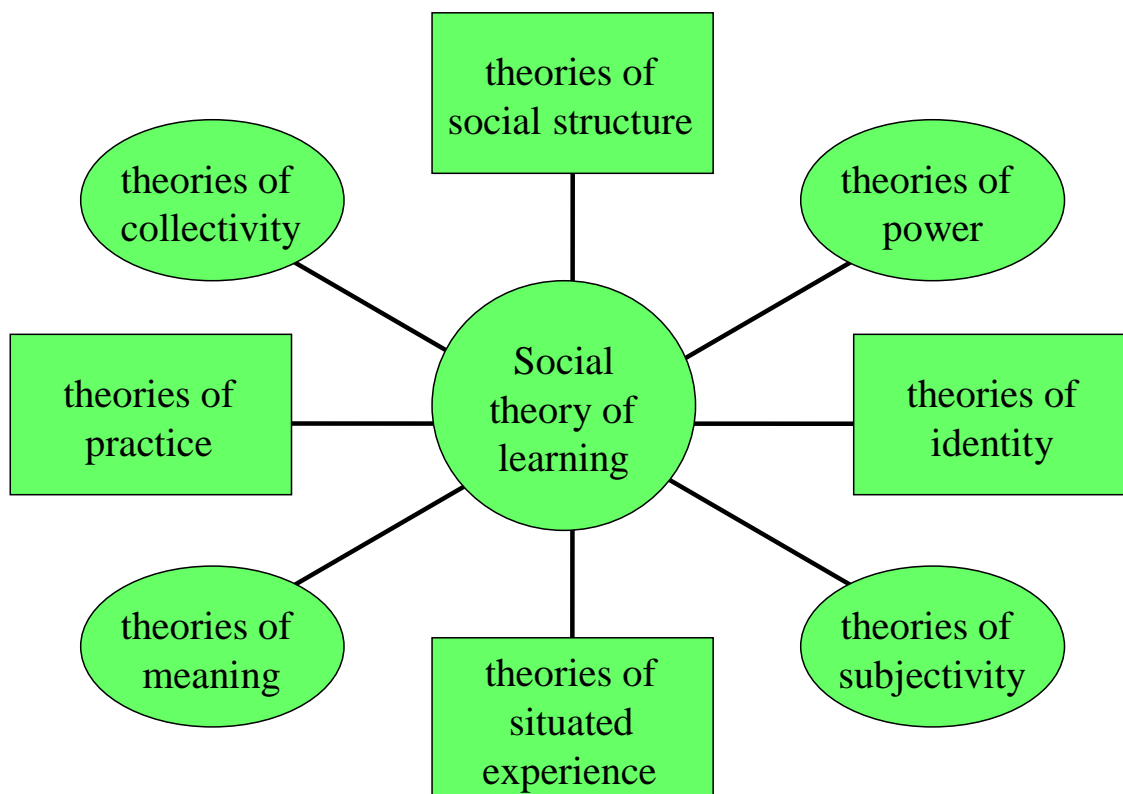 theories of
social structure
theories of
collectivity
theories of
power
theories of
practice
Social
theory of
learning
theories of
identity
theories of
meaning
theories of
situated
experience
theories of
subjectivity